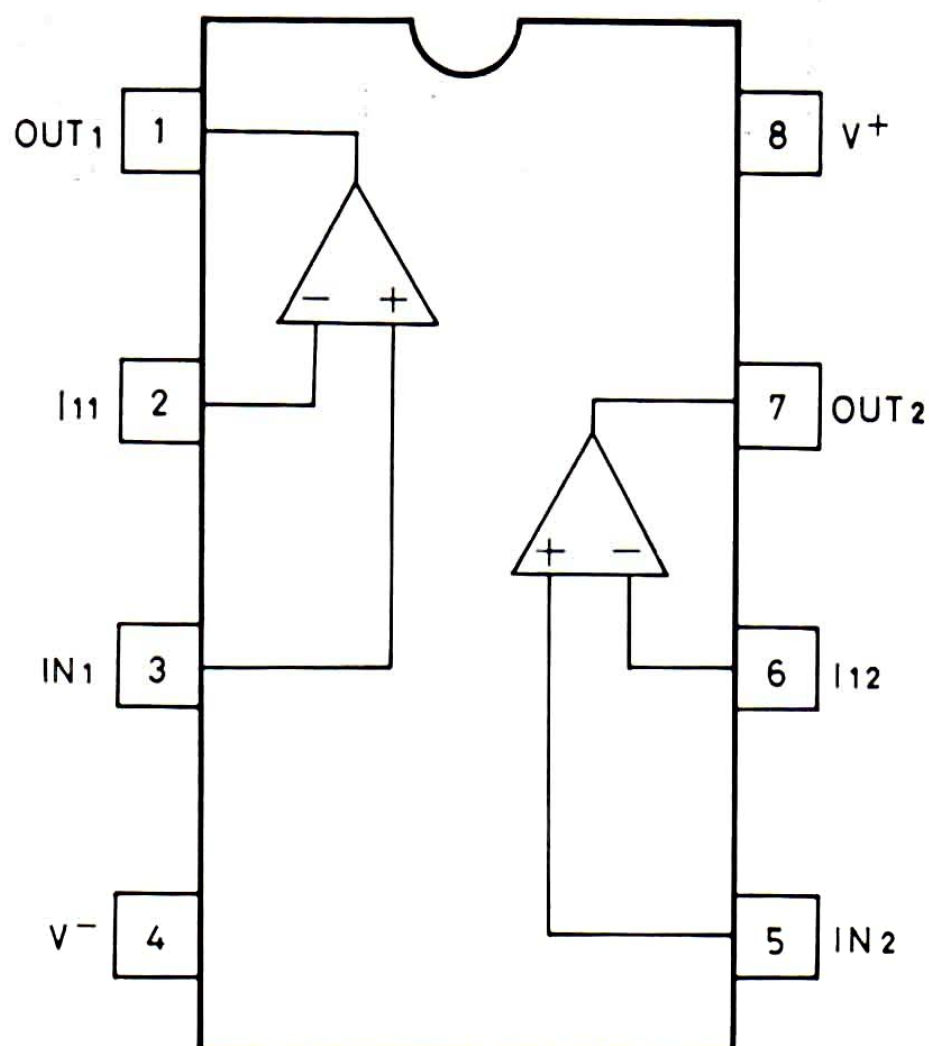 OUT1 1
8 V+
I11 2
7 OUT2
- +
+ -
IN1 3
6 I12
V- 4
5 IN2